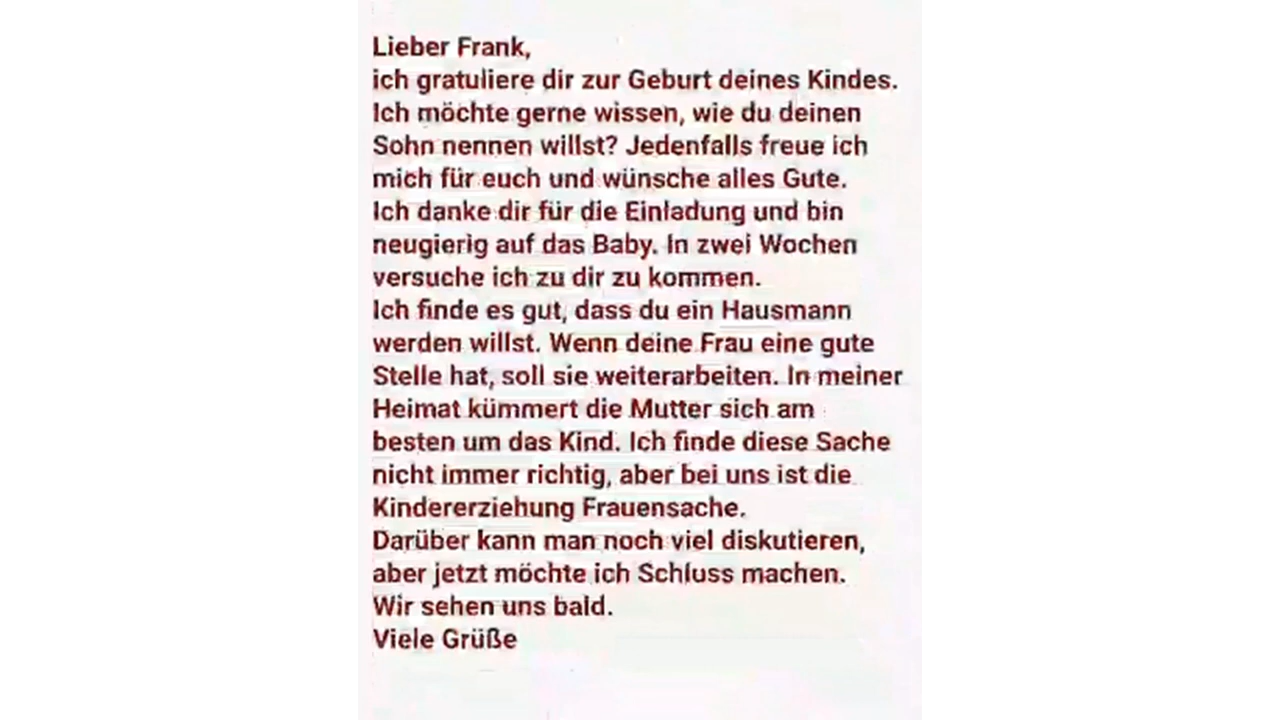 Lieber Frank,
ich gratuliere dir zur Geburt deines Kindes.
Ich möchte gerne wissen, wie du deinen
Sohn nennen willst? Jedenfalls freue ich
mich für euch und wünsche alles Gute.
Ich danke dir für die Einladung und bin
neugierig auf das Baby. In zwei Wochen
versuche ich zu dir zu kommen.
Ich finde es gut, dass du ein Hausmann
werden willst. Wenn deine Frau eine gute
Stelle hat, soll sie weiterarbeiten. In meiner
Heimat kümmert die Mutter sich am
besten um das Kind. Ich finde diese Sache
nicht immer richtig, aber bei uns ist die
Kindererziehung Frauensache.
Darüber kann man noch viel diskutieren,
aber jetzt möchte ich Schluss machen.
Wir sehen uns bald.
Viele Grüße